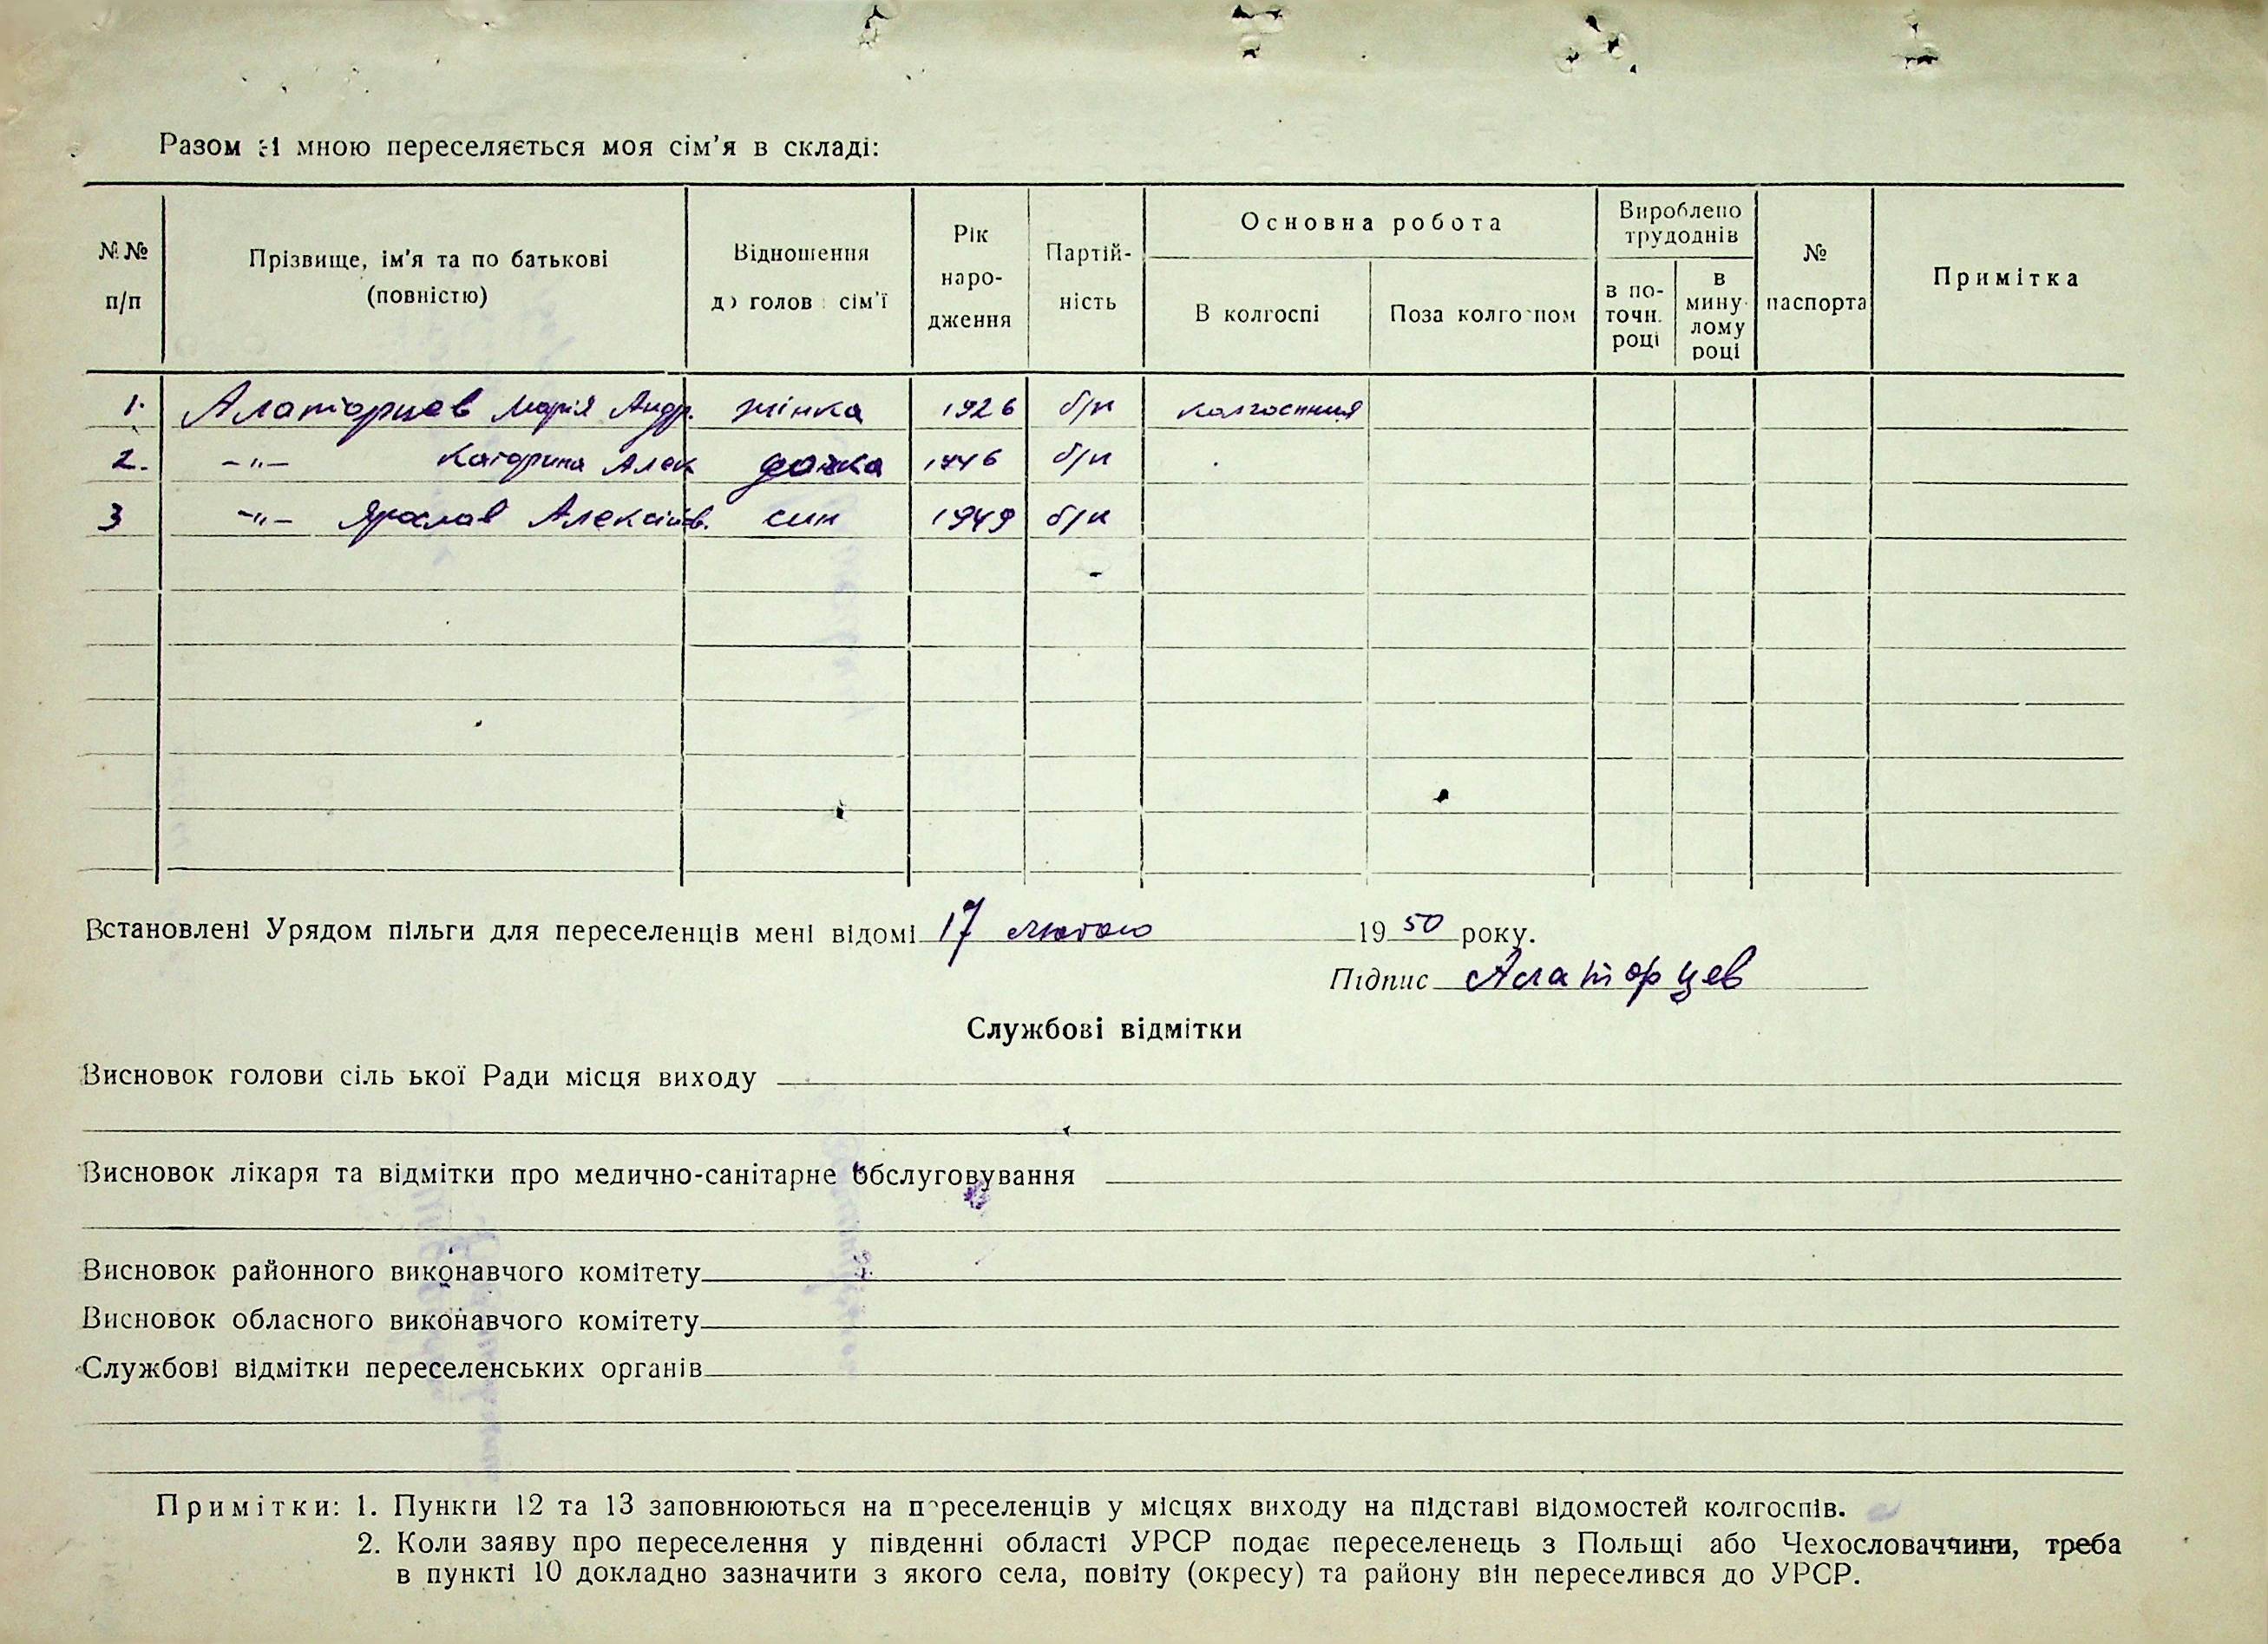 Разом зі мною переселяється моя сім'я в складі:
№№ п/п
Прізвище, ім'я та по батькові (повністю)
Відношення до голови сім'ї
Рік народження
Партійність
Основна робота
В колгоспі
Поза колгоспом
Вироблено трудоднів
в поточн. році
в минулому році
№ паспорта
Примітка
1. Алаторцев Марія Андр. жінка 1926 б/п колгоспниця
2. -"- Катерина Алек дочка 1946 б/п
3 -"- Ярослав Алексійов. син 1949 б/п
Встановлені Урядом пільги для переселенців мені відомі 17 лютого 1950 року.
Підпис Алаторцев
Службові відмітки
Висновок голови сільської Ради місця виходу
Висновок лікаря та відмітки про медично-санітарне обслуговування
Висновок районного виконавчого комітету
Висновок обласного виконавчого комітету
Службові відмітки переселенських органів
Примітки: 1. Пункти 12 та 13 заповнюються на переселенців у місцях виходу на підставі відомостей колгоспів.
2. Коли заяву про переселення у південні області УРСР подає переселенець з Польщі або Чехословаччини, треба
в пункті 10 докладно зазначити з якого села, повіту (окресу) та району він переселився до УРСР.